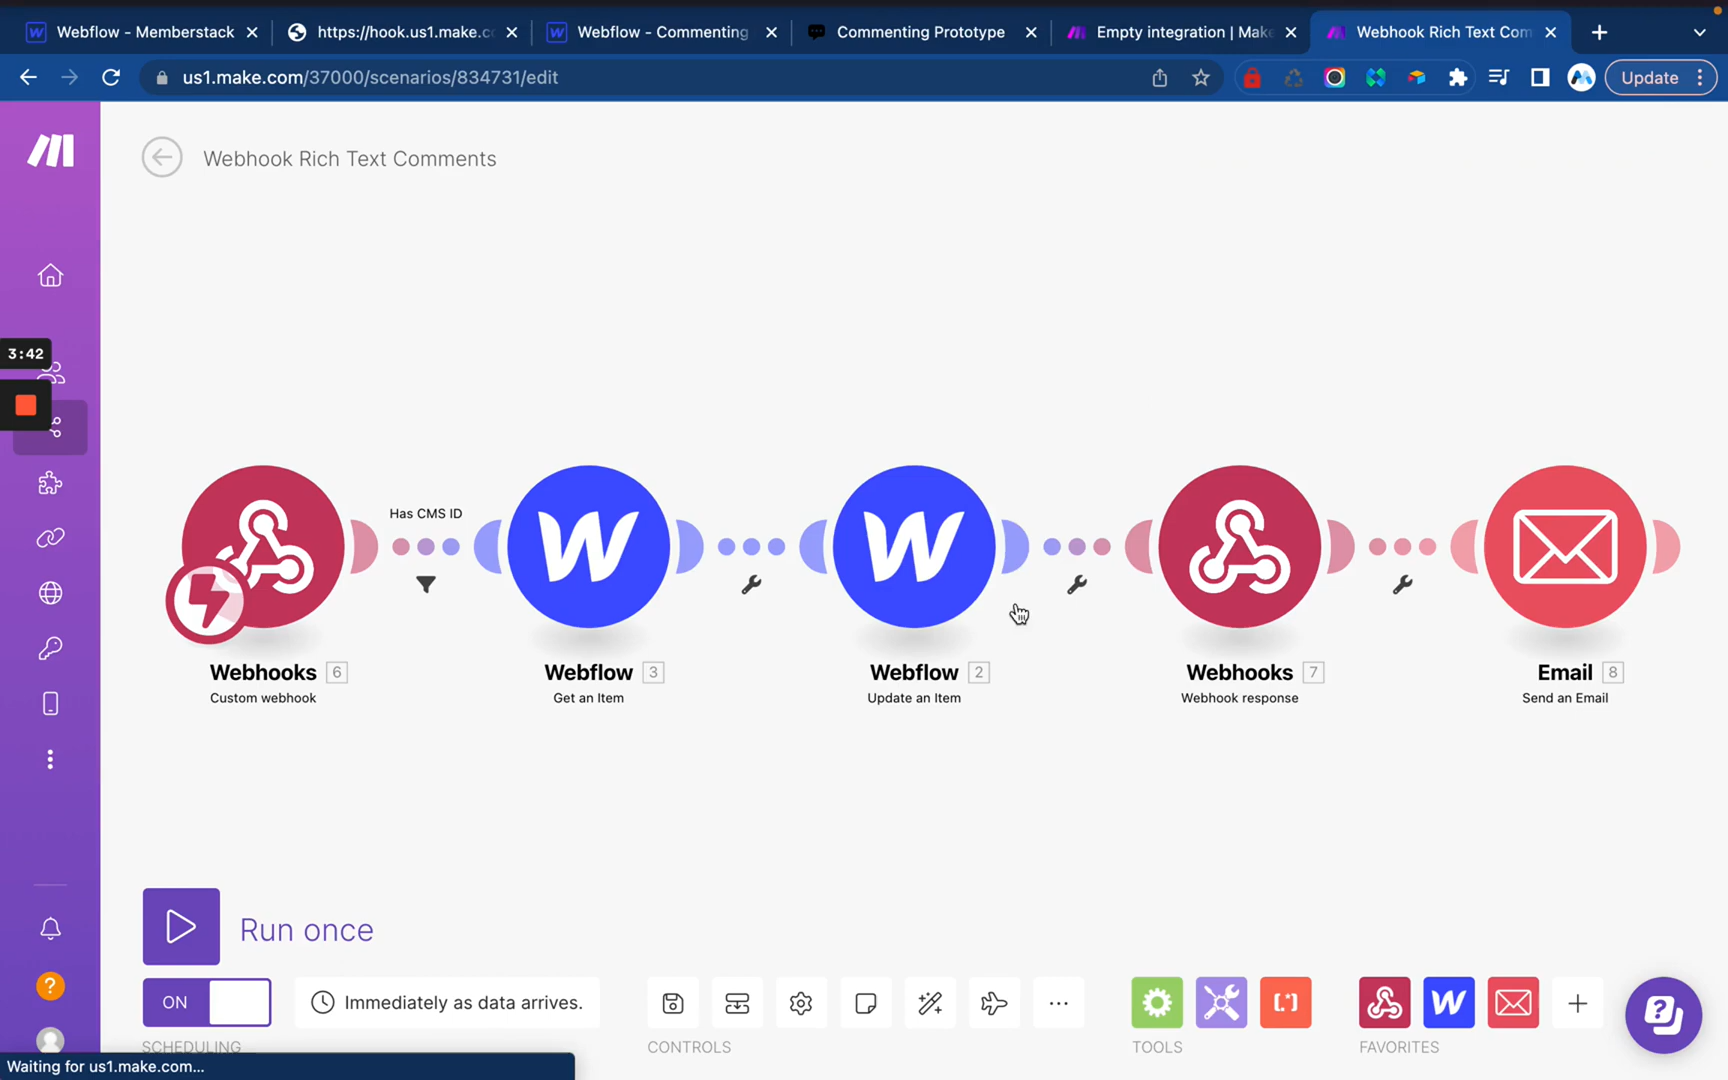 Webflow - Memberstack
https://hook.us1.make.c
Webflow - Commenting
Commenting Prototype
Empty integration | Make
Webhook Rich Text Com
us1.make.com/37000/scenarios/834731/edit
Update
Webhook Rich Text Comments
3:42
Has CMS ID
Webhooks 6
Custom webhook
Webflow 3
Get an Item
Webflow 2
Update an Item
Webhooks 7
Webhook response
Email 8
Send an Email
Run once
ON
Immediately as data arrives.
SCHEDULING
CONTROLS
TOOLS
FAVORITES
Waiting for us1.make.com...